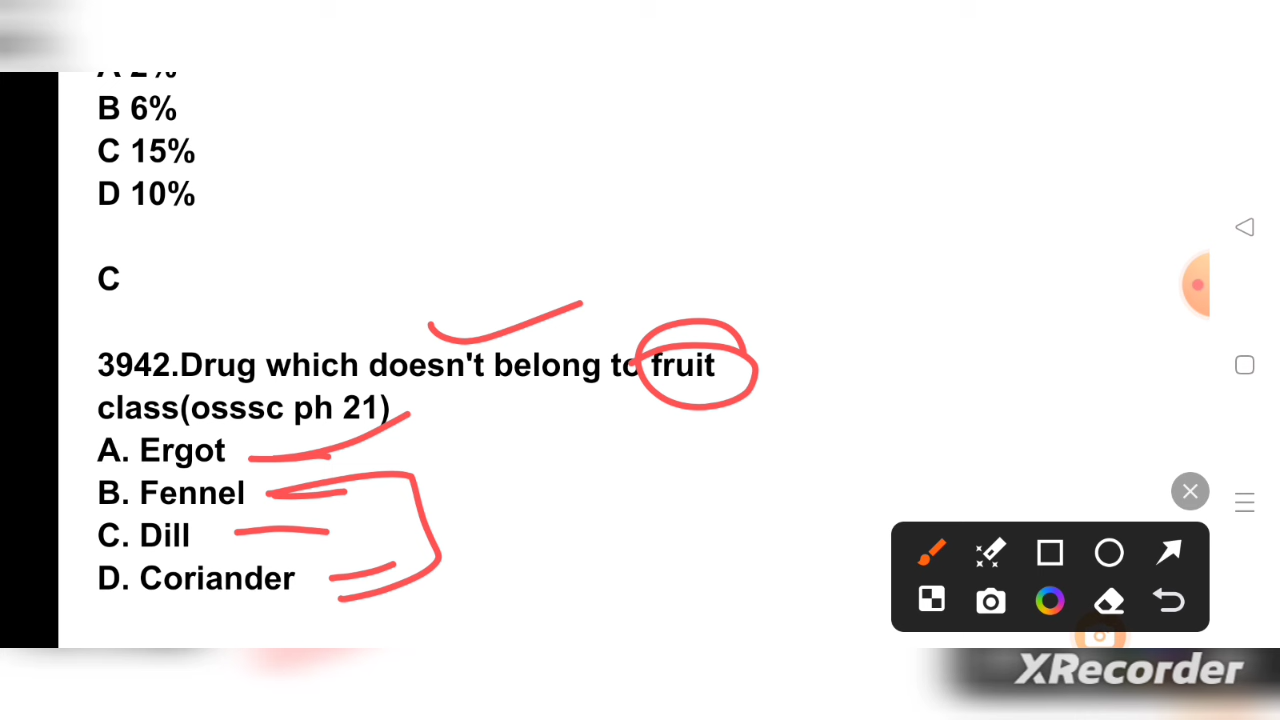 A 2%
B 6%
C 15%
D 10%
C
3942.Drug which doesn't belong to fruit
class(osssc ph 21)
A. Ergot
B. Fennel
C. Dill
D. Coriander
XRecorder